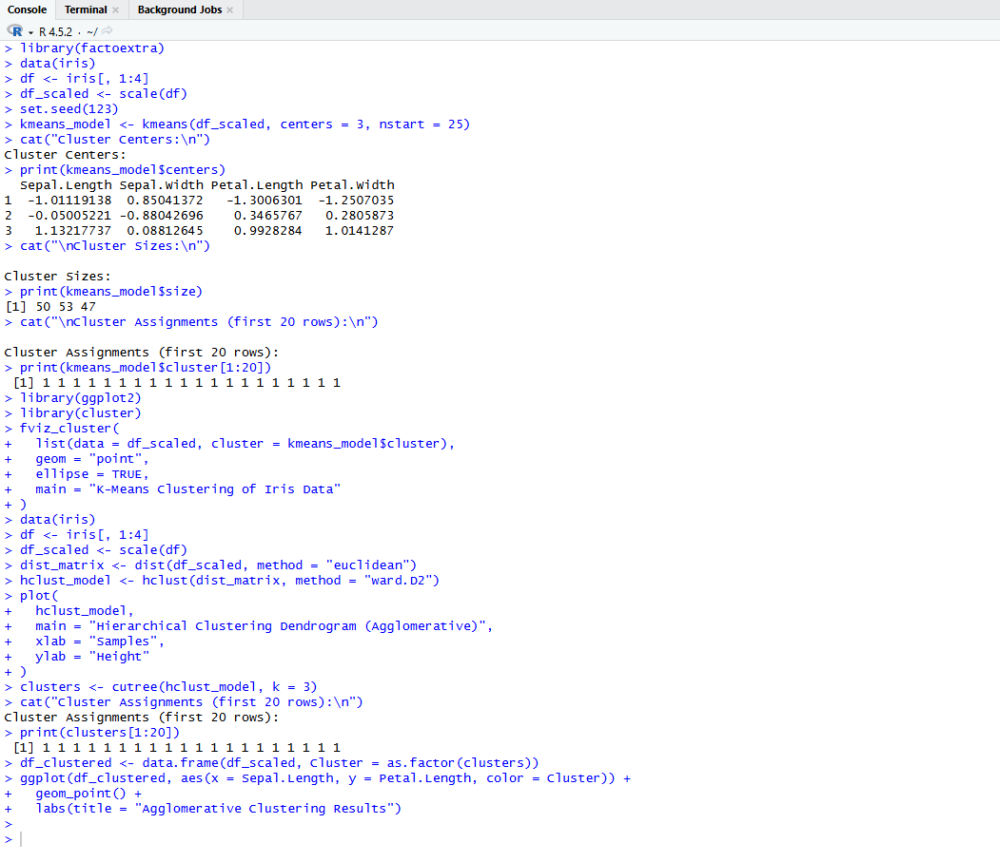 Console Terminal Background Jobs
R R 4.5.2 · ~/
> library(factoextra)
> data(iris)
> df <- iris[, 1:4]
> df_scaled <- scale(df)
> set.seed(123)
> kmeans_model <- kmeans(df_scaled, centers = 3, nstart = 25)
> cat("Cluster Centers:\n")
Cluster Centers:
> print(kmeans_model$centers)
  Sepal.Length Sepal.Width Petal.Length Petal.Width
1  -1.01119138  0.85041372   -1.3006301  -1.2507035
2  -0.05005221 -0.88042696    0.3465767   0.2805873
3   1.13217737  0.08812645    0.9928284   1.0141287
> cat("\nCluster Sizes:\n")

Cluster Sizes:
> print(kmeans_model$size)
[1] 50 53 47
> cat("\nCluster Assignments (first 20 rows):\n")

Cluster Assignments (first 20 rows):
> print(kmeans_model$cluster[1:20])
 [1] 1 1 1 1 1 1 1 1 1 1 1 1 1 1 1 1 1 1 1 1
> library(ggplot2)
> library(cluster)
> fviz_cluster(
+   list(data = df_scaled, cluster = kmeans_model$cluster),
+   geom = "point",
+   ellipse = TRUE,
+   main = "K-Means Clustering of Iris Data"
+ )
> data(iris)
> df <- iris[, 1:4]
> df_scaled <- scale(df)
> dist_matrix <- dist(df_scaled, method = "euclidean")
> hclust_model <- hclust(dist_matrix, method = "ward.D2")
> plot(
+   hclust_model,
+   main = "Hierarchical Clustering Dendrogram (Agglomerative)",
+   xlab = "Samples",
+   ylab = "Height"
+ )
> clusters <- cutree(hclust_model, k = 3)
> cat("Cluster Assignments (first 20 rows):\n")
Cluster Assignments (first 20 rows):
> print(clusters[1:20])
 [1] 1 1 1 1 1 1 1 1 1 1 1 1 1 1 1 1 1 1 1 1
> df_clustered <- data.frame(df_scaled, Cluster = as.factor(clusters))
> ggplot(df_clustered, aes(x = Sepal.Length, y = Petal.Length, color = Cluster)) +
+   geom_point() +
+   labs(title = "Agglomerative Clustering Results")
>
>